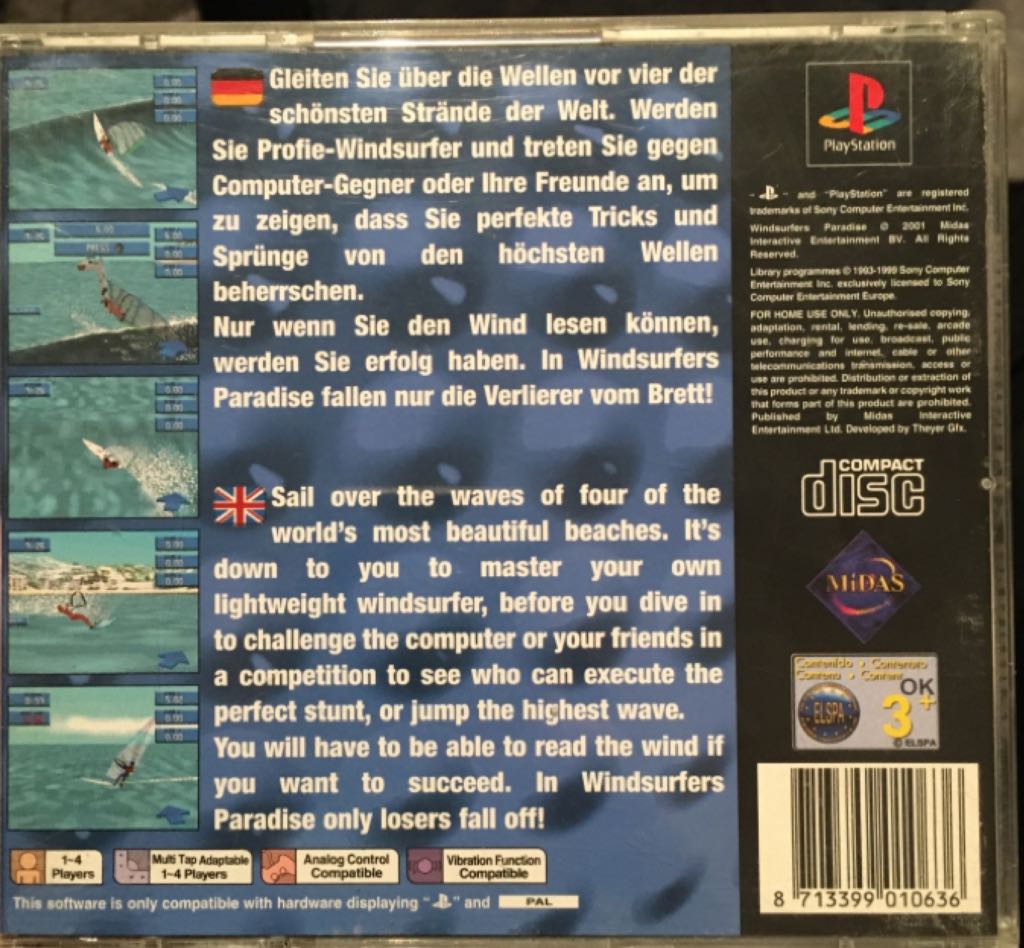 Gleiten Sie über die Wellen vor vier der
schönsten Strände der Welt. Werden
Sie Profie-Windsurfer und treten Sie gegen
Computer-Gegner oder Ihre Freunde an, um
zu zeigen, dass Sie perfekte Tricks und
Sprünge von den höchsten Wellen
beherrschen.
Nur wenn Sie den Wind lesen können,
werden Sie erfolg haben. In Windsurfers
Paradise fallen nur die Verlierer vom Brett!
Sail over the waves of four of the
world's most beautiful beaches. It's
down to you to master your own
lightweight windsurfer, before you dive in
to challenge the computer or your friends in
a competition to see who can execute the
perfect stunt, or jump the highest wave.
You will have to be able to read the wind if
you want to succeed. In Windsurfers
Paradise only losers fall off!
1~4
Players
Multi Tap Adaptable
1~4 Players
Analog Control
Compatible
Vibration Function
Compatible
This software is only compatible with hardware displaying " " and PAL
PlayStation
" " and "PlayStation" are registered
trademarks of Sony Computer Entertainment Inc.
Windsurfers Paradise © 2001 Midas
Interactive Entertainment BV. All Rights
Reserved.
Library programmes © 1993-1999 Sony Computer
Entertainment Inc. exclusively licensed to Sony
Computer Entertainment Europe.
FOR HOME USE ONLY. Unauthorised copying,
adaptation, rental, lending, re-sale, arcade
use, charging for use, broadcast, public
performance and internet, cable or other
telecommunications transmission, access or
use are prohibited. Distribution or extraction of
this product or any trademark or copyright work
that forms part of this product are prohibited.
Published by Midas Interactive
Entertainment Ltd. Developed by Theyer Gfx.
COMPACT
disc
MiDAS
Contenido • Contenuto
Contenu • Content
OK
ELSPA
3+
© ELSPA
8 713399 010636